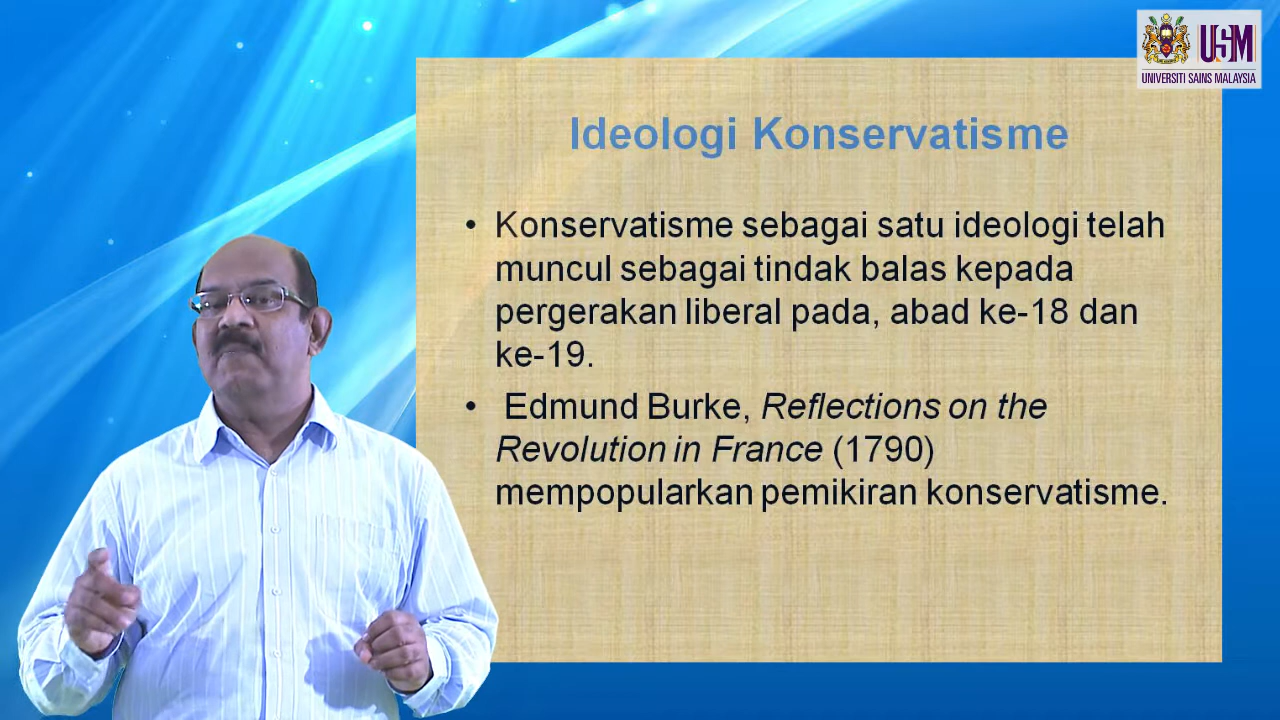 USM
UNIVERSITI SAINS MALAYSIA
Ideologi Konservatisme
• Konservatisme sebagai satu ideologi telah
muncul sebagai tindak balas kepada
pergerakan liberal pada, abad ke-18 dan
ke-19.
• Edmund Burke, Reflections on the
Revolution in France (1790)
mempopularkan pemikiran konservatisme.